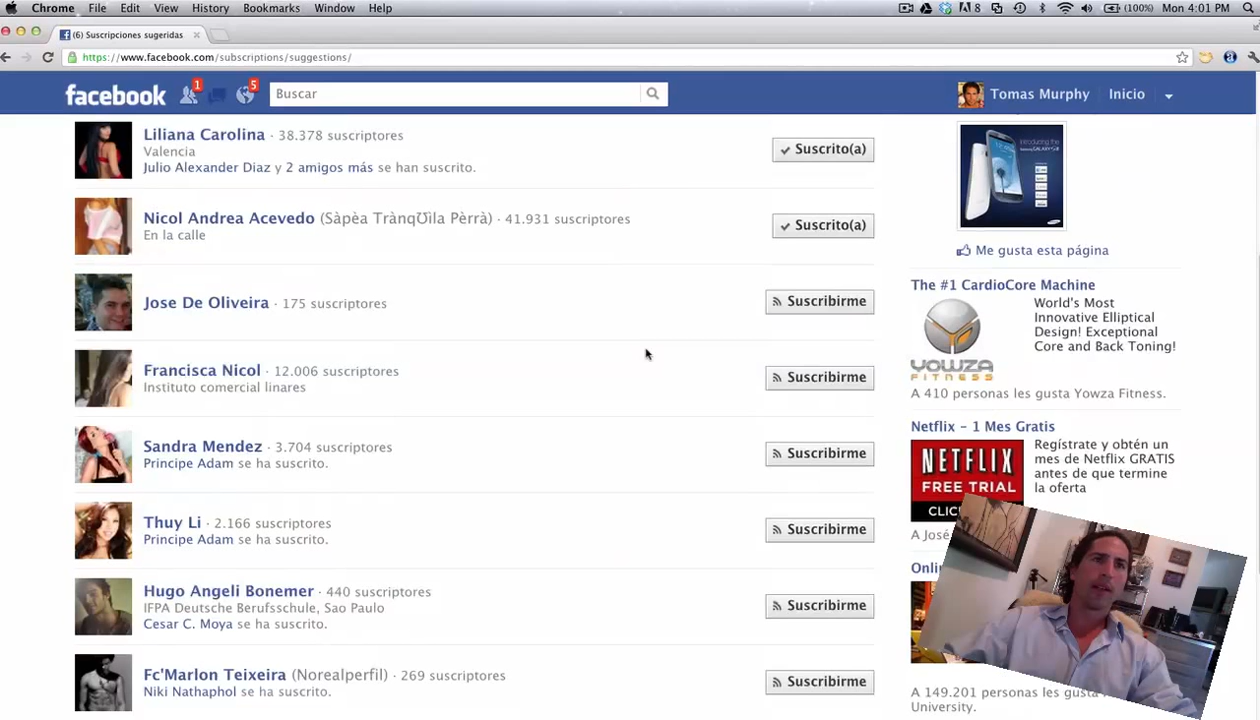 Chrome File Edit View History Bookmarks Window Help 8 (100%) Mon 4:01 PM
(6) Suscripciones sugeridas
https://www.facebook.com/subscriptions/suggestions/
facebook 1 5 Buscar Tomas Murphy Inicio
Liliana Carolina · 38.378 suscriptores
Valencia
Julio Alexander Diaz y 2 amigos más se han suscrito.
Suscrito(a)
Nicol Andrea Acevedo (Sàpèa TrànqƱìla Pèrrà) · 41.931 suscriptores
En la calle
Suscrito(a)
Jose De Oliveira · 175 suscriptores
Suscribirme
Francisca Nicol · 12.006 suscriptores
Instituto comercial linares
Suscribirme
Sandra Mendez · 3.704 suscriptores
Principe Adam se ha suscrito.
Suscribirme
Thuy Li · 2.166 suscriptores
Principe Adam se ha suscrito.
Suscribirme
Hugo Angeli Bonemer · 440 suscriptores
IFPA Deutsche Berufsschule, Sao Paulo
Cesar C. Moya se ha suscrito.
Suscribirme
Fc'Marlon Teixeira (Norealperfil) · 269 suscriptores
Niki Nathaphol se ha suscrito.
Suscribirme
Me gusta esta página
The #1 CardioCore Machine
World's Most
Innovative Elliptical
Design! Exceptional
Core and Back Toning!
YOWZA
FITNESS
A 410 personas les gusta Yowza Fitness.
Netflix - 1 Mes Gratis
NETFLIX
FREE TRIAL
Regístrate y obtén un
mes de Netflix GRATIS
antes de que termine
la oferta
A José
A 149.201 personas les gusta
University.